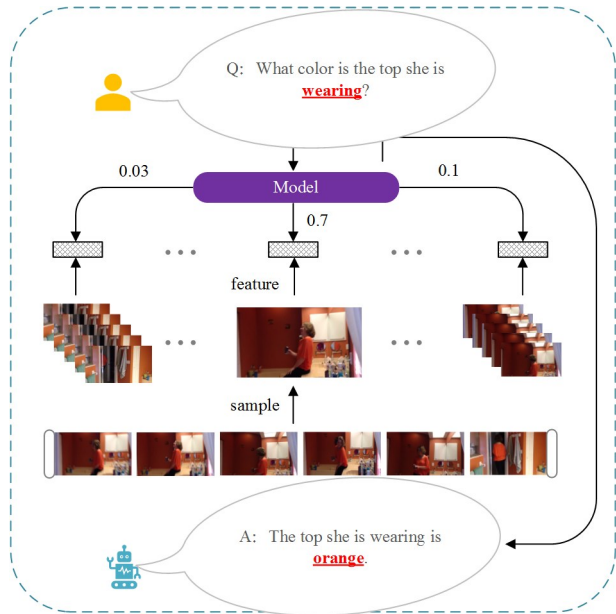 Q: What color is the top she is
wearing?
0.03
Model
0.1
0.7
feature
sample
A: The top she is wearing is
orange.